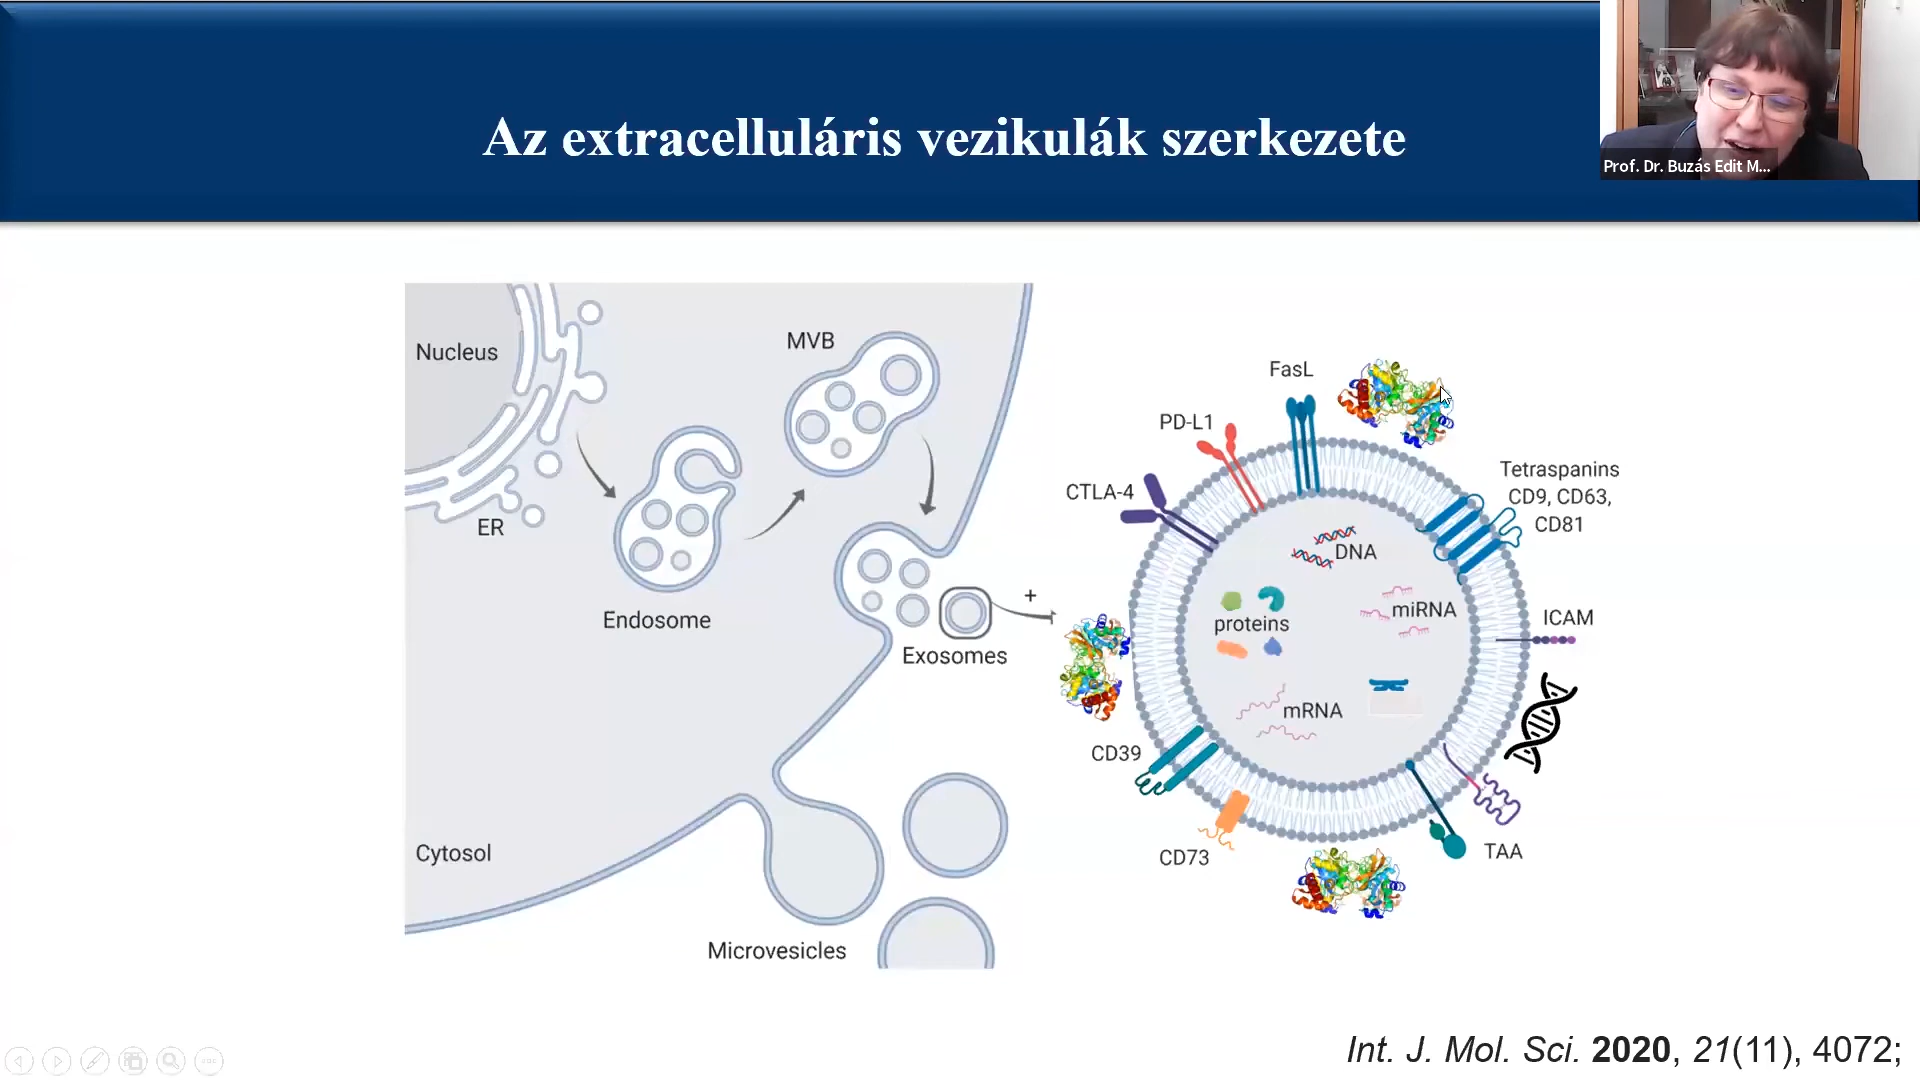 Az extracelluláris vezikulák szerkezete
Prof. Dr. Buzás Edit M...
Nucleus
MVB
ER
Endosome
Exosomes
+
Cytosol
Microvesicles
FasL
PD-L1
CTLA-4
Tetraspanins
CD9, CD63,
CD81
DNA
miRNA
proteins
ICAM
mRNA
CD39
CD73
TAA
Int. J. Mol. Sci. 2020, 21(11), 4072;